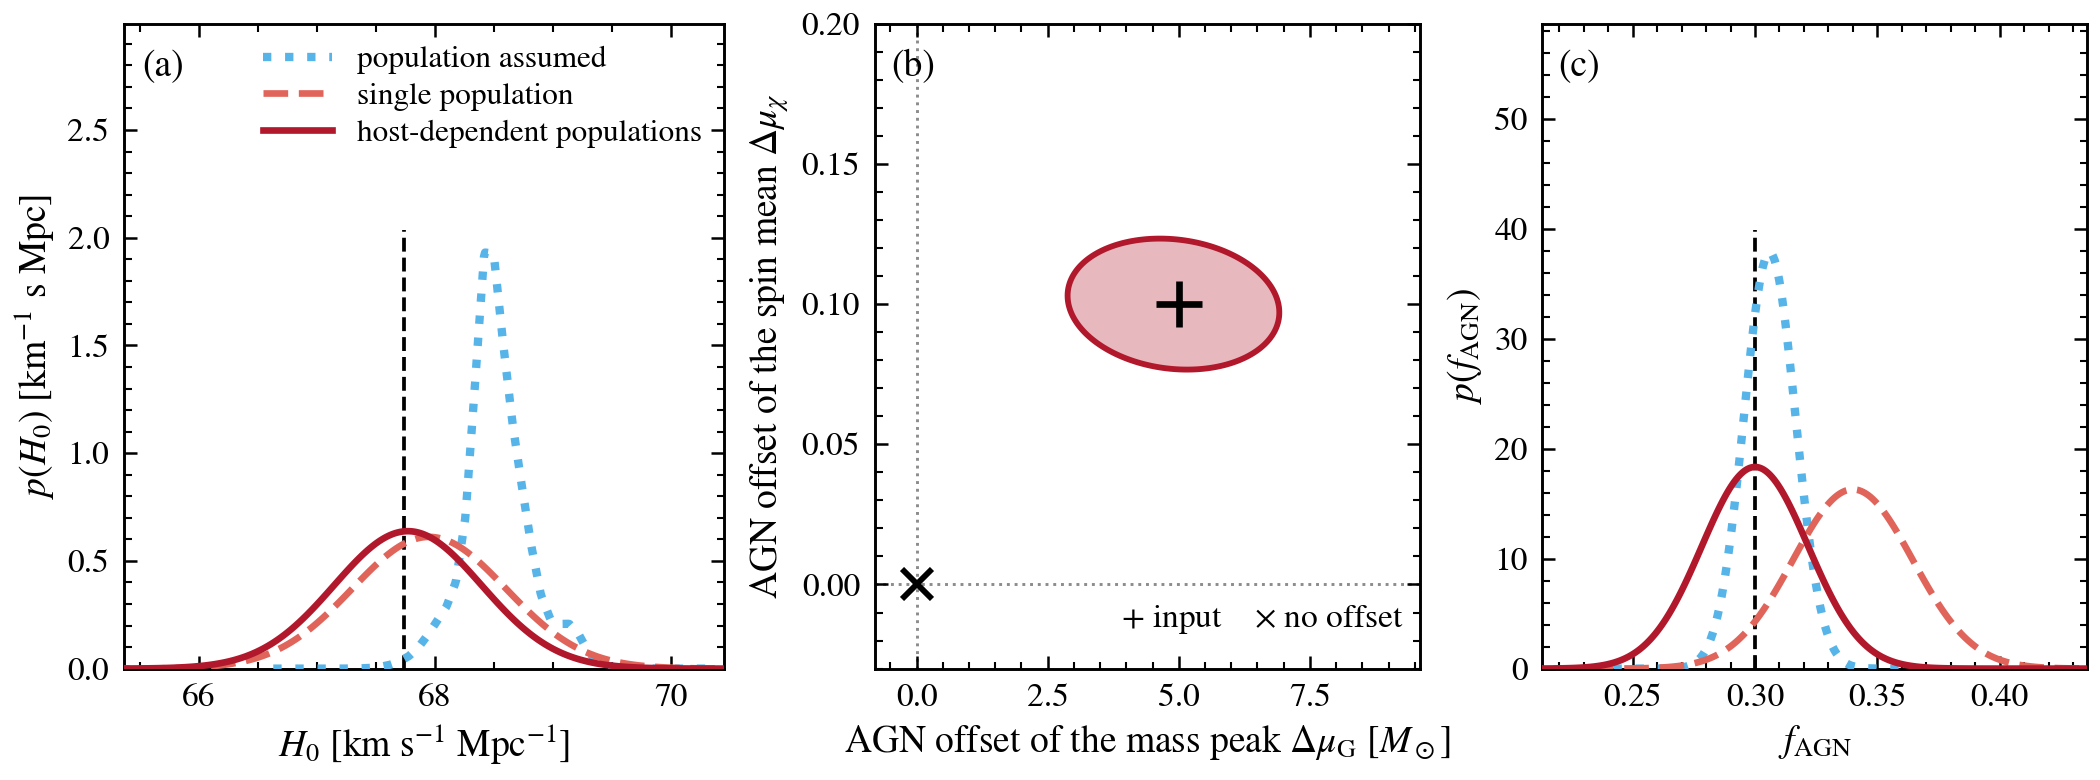 (a)
population assumed
single population
host-dependent populations
p(H₀) [km⁻¹ s Mpc]
2.5
2.0
1.5
1.0
0.5
0.0
66 68 70
H₀ [km s⁻¹ Mpc⁻¹]
(b)
AGN offset of the spin mean Δμᵪ
0.20
0.15
0.10
0.05
0.00
+ input × no offset
0.0 2.5 5.0 7.5
AGN offset of the mass peak Δμ_G [M_⊙]
(c)
p(f_AGN)
50
40
30
20
10
0
0.25 0.30 0.35 0.40
f_AGN